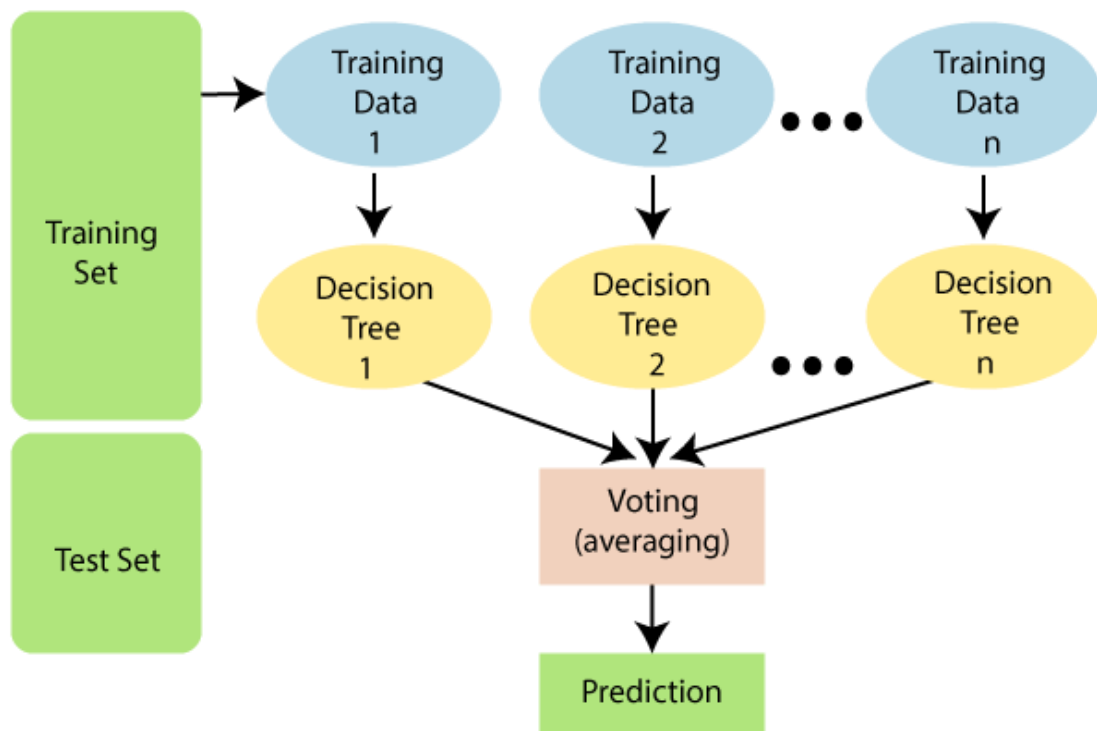 Training
Set
Test Set
Training
Data
1
Training
Data
2
Training
Data
n
Decision
Tree
1
Decision
Tree
2
Decision
Tree
n
Voting
(averaging)
Prediction